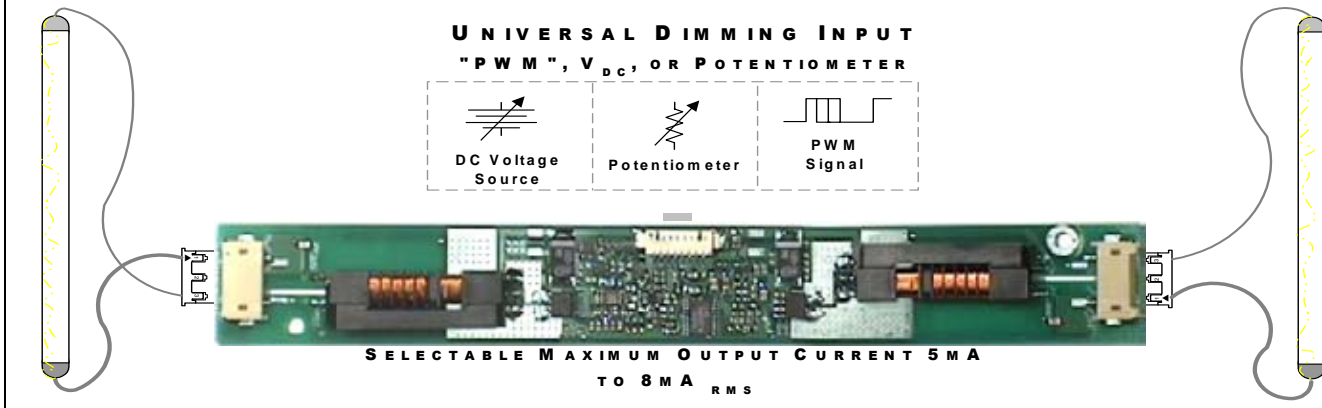 UNIVERSAL DIMMING INPUT
"PWM", VDC, OR POTENTIOMETER
DC Voltage
Source
Potentiometer
PWM
Signal
SELECTABLE MAXIMUM OUTPUT CURRENT 5MA
TO 8MA RMS